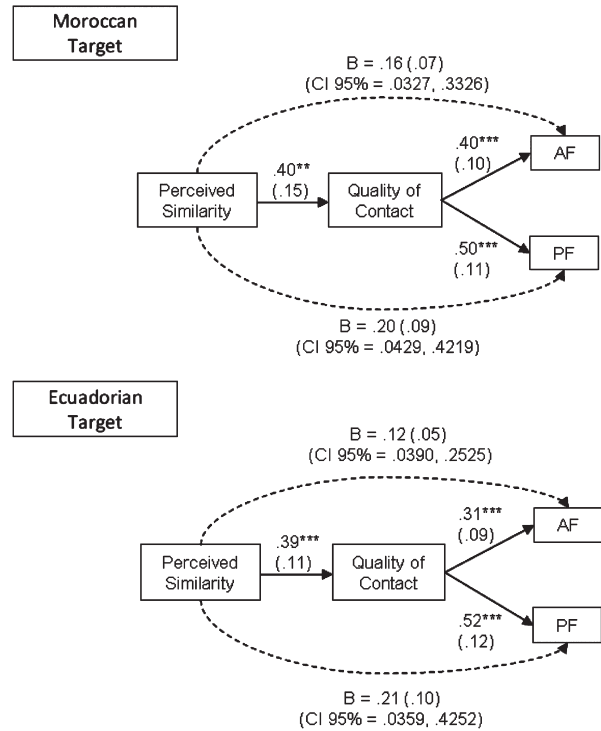 Moroccan
Target
B = .16 (.07)
(CI 95% = .0327, .3326)
.40***
(.10)
AF
.40**
(.15)
Perceived
Similarity
Quality of
Contact
.50***
(.11)
PF
B = .20 (.09)
(CI 95% = .0429, .4219)
Ecuadorian
Target
B = .12 (.05)
(CI 95% = .0390, .2525)
.31***
(.09)
AF
.39***
(.11)
Perceived
Similarity
Quality of
Contact
.52***
(.12)
PF
B = .21 (.10)
(CI 95% = .0359, .4252)